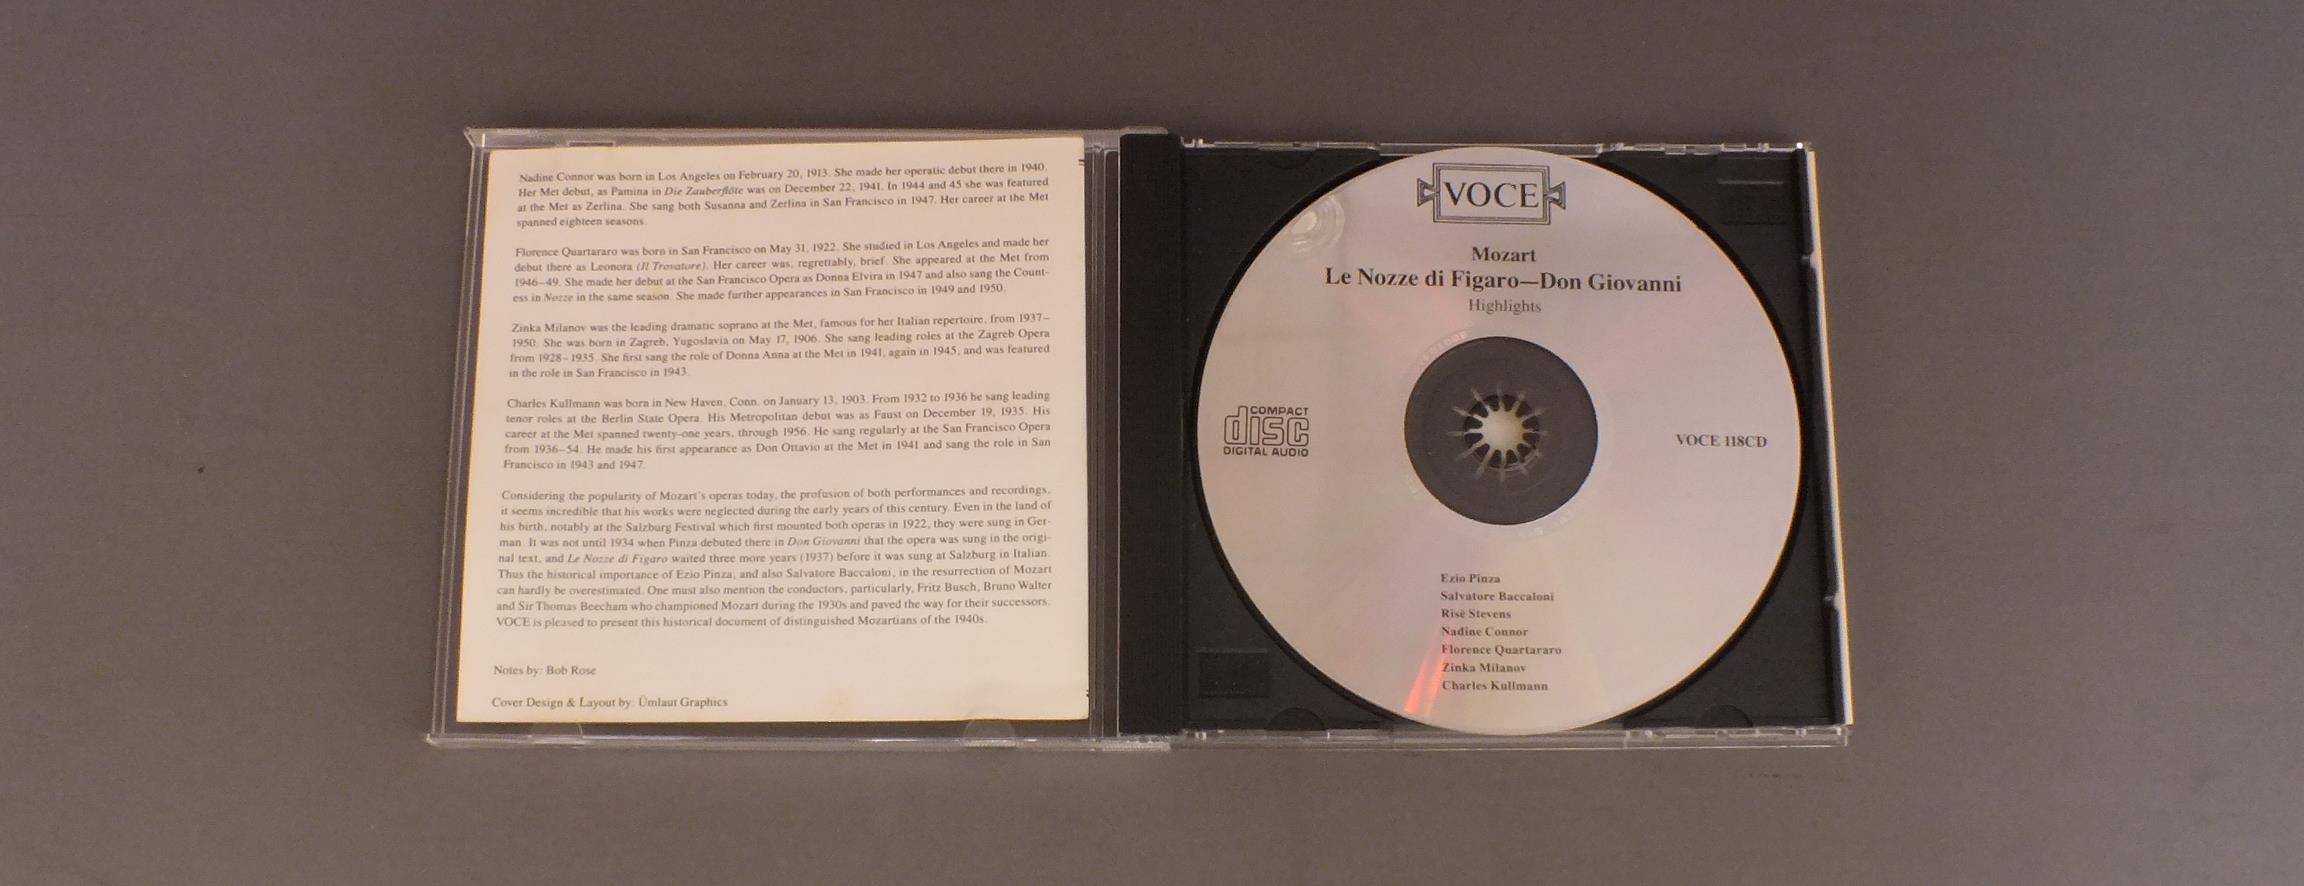 Nadine Connor was born in Los Angeles on February 20, 1913. She made her operatic debut there in 1940.
Her Met debut, as Pamina in Die Zauberflöte was on December 22, 1941. In 1944 and 45 she was featured
at the Met as Zerlina. She sang both Susanna and Zerlina in San Francisco in 1947. Her career at the Met
spanned eighteen seasons.
Florence Quartararo was born in San Francisco on May 31, 1922. She studied in Los Angeles and made her
debut there as Leonora (Il Trovatore). Her career was, regrettably, brief. She appeared at the Met from
1946–49. She made her debut at the San Francisco Opera as Donna Elvira in 1947 and also sang the Count-
ess in Nozze in the same season. She made further appearances in San Francisco in 1949 and 1950.
Zinka Milanov was the leading dramatic soprano at the Met, famous for her Italian repertoire, from 1937–
1950. She was born in Zagreb, Yugoslavia on May 17, 1906. She sang leading roles at the Zagreb Opera
from 1928–1935. She first sang the role of Donna Anna at the Met in 1941, again in 1945, and was featured
in the role in San Francisco in 1943.
Charles Kullmann was born in New Haven, Conn. on January 13, 1903. From 1932 to 1936 he sang leading
tenor roles at the Berlin State Opera. His Metropolitan debut was as Faust on December 19, 1935. His
career at the Met spanned twenty-one years, through 1956. He sang regularly at the San Francisco Opera
from 1936–54. He made his first appearance as Don Ottavio at the Met in 1941 and sang the role in San
Francisco in 1943 and 1947.
Considering the popularity of Mozart's operas today, the profusion of both performances and recordings,
it seems incredible that his works were neglected during the early years of this century. Even in the land of
his birth, notably at the Salzburg Festival which first mounted both operas in 1922, they were sung in Ger-
man. It was not until 1934 when Pinza debuted there in Don Giovanni that the opera was sung in the origi-
nal text, and Le Nozze di Figaro waited three more years (1937) before it was sung at Salzburg in Italian.
Thus the historical importance of Ezio Pinza, and also Salvatore Baccaloni, in the resurrection of Mozart
can hardly be overestimated. One must also mention the conductors, particularly, Fritz Busch, Bruno Walter
and Sir Thomas Beecham who championed Mozart during the 1930s and paved the way for their successors.
VOCE is pleased to present this historical document of distinguished Mozartians of the 1940s.
Notes by: Bob Rose
Cover Design & Layout by: Ümlaut Graphics
VOCE
Mozart
Le Nozze di Figaro—Don Giovanni
Highlights
COMPACT
disc
DIGITAL AUDIO
VOCE 118CD
Ezio Pinza
Salvatore Baccaloni
Risë Stevens
Nadine Connor
Florence Quartararo
Zinka Milanov
Charles Kullmann